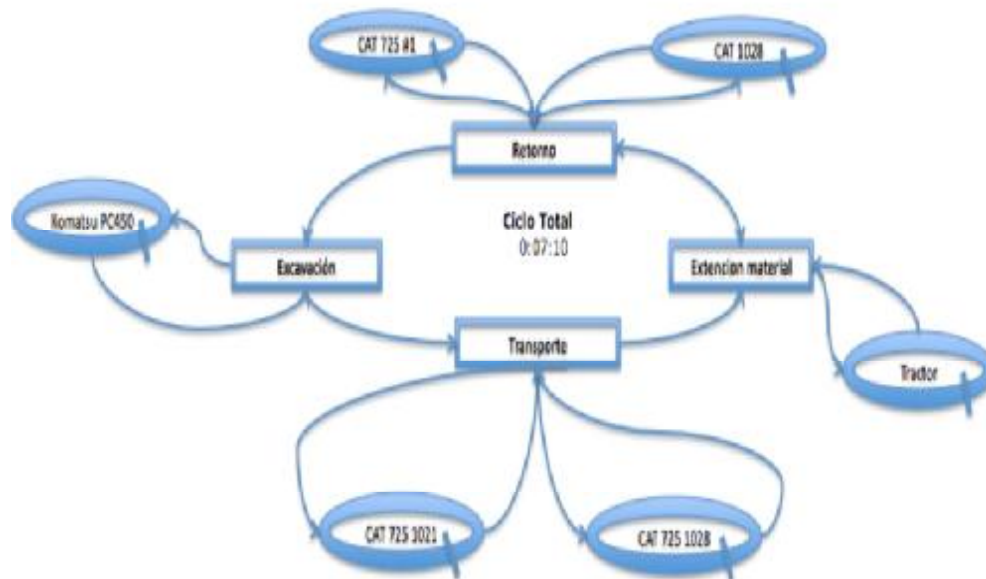 CAT 725 #1
CAT 1028
Retorno
Komatsu PC450
Ciclo Total
0:07:10
Excavación
Extencion material
Transporte
Tractor
CAT 725 1021
CAT 725 1028